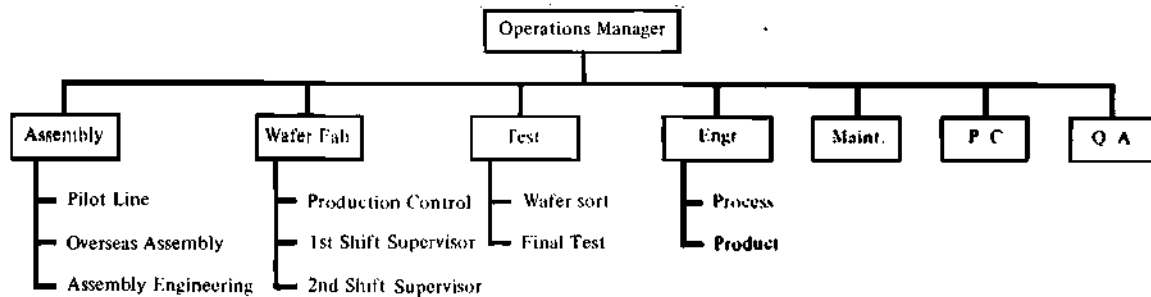 Operations Manager
Assembly
Wafer Fab
Test
Engr
Maint.
P C
Q A
Pilot Line
Overseas Assembly
Assembly Engineering
Production Control
1st Shift Supervisor
2nd Shift Supervisor
Wafer sort
Final Test
Process
Product